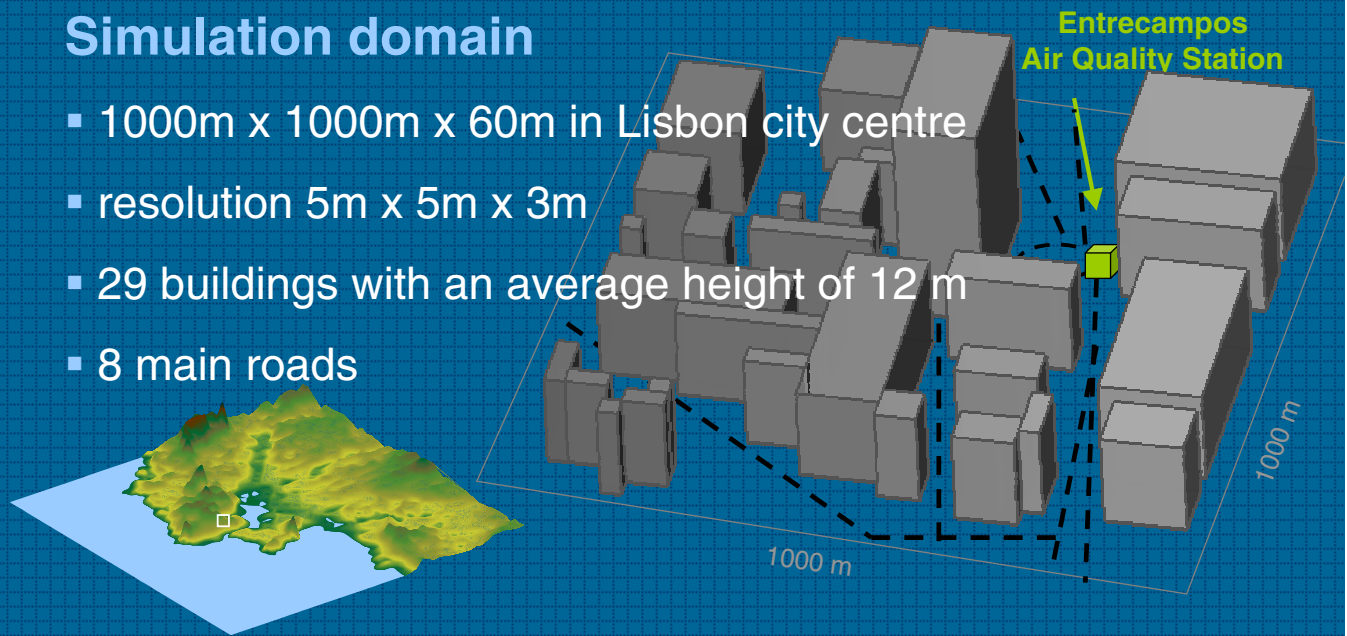 Simulation domain
1000m x 1000m x 60m in Lisbon city centre
resolution 5m x 5m x 3m
29 buildings with an average height of 12 m
8 main roads
Entrecampos
Air Quality Station
1000 m
1000 m